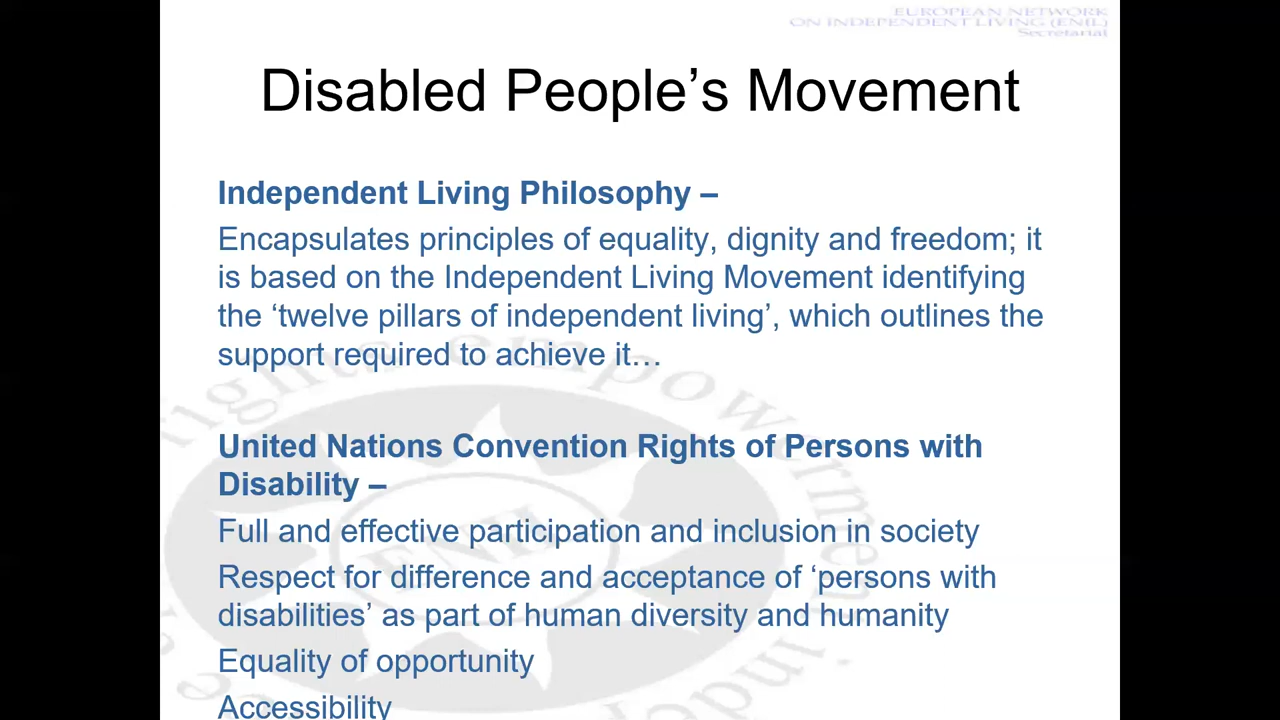 EUROPEAN NETWORK
ON INDEPENDENT LIVING (ENIL)
Secretariat
Disabled People’s Movement
Independent Living Philosophy –
Encapsulates principles of equality, dignity and freedom; it
is based on the Independent Living Movement identifying
the ‘twelve pillars of independent living’, which outlines the
support required to achieve it…
United Nations Convention Rights of Persons with
Disability –
Full and effective participation and inclusion in society
Respect for difference and acceptance of ‘persons with
disabilities’ as part of human diversity and humanity
Equality of opportunity
Accessibility
rights empowerment
ENIL